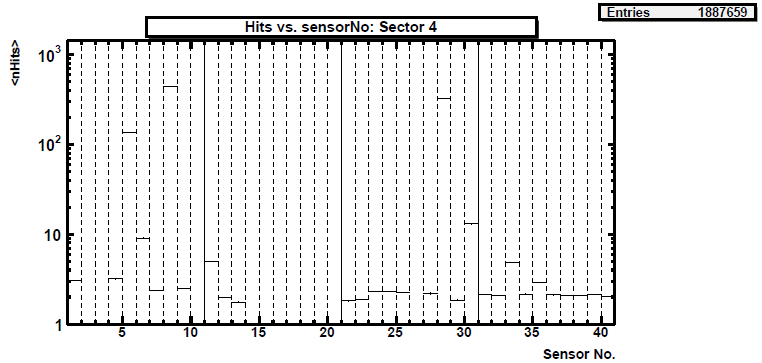 Hits vs. sensorNo: Sector 4
Entries 1887659
<nHits>
10³
10²
10
1
5 10 15 20 25 30 35 40
Sensor No.